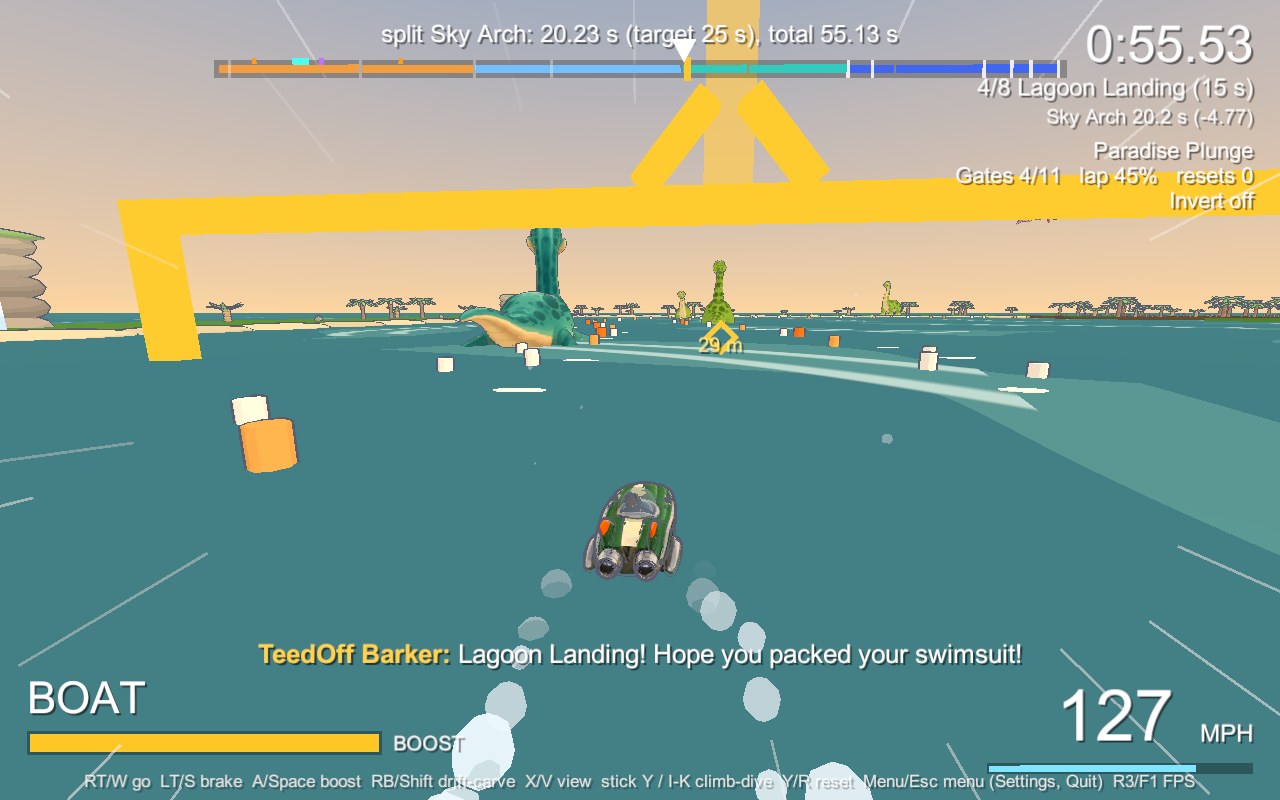 split Sky Arch: 20.23 s (target 25 s), total 55.13 s
0:55.53
4/8 Lagoon Landing (15 s)
Sky Arch 20.2 s (-4.77)
Paradise Plunge
Gates 4/11 lap 45% resets 0
Invert off
29 m
TeedOff Barker: Lagoon Landing! Hope you packed your swimsuit!
BOAT
BOOST
127 MPH
RT/W go LT/S brake A/Space boost RB/Shift drift-carve X/V view stick Y / I-K climb-dive Y/R reset Menu/Esc menu (Settings, Quit) R3/F1 FPS